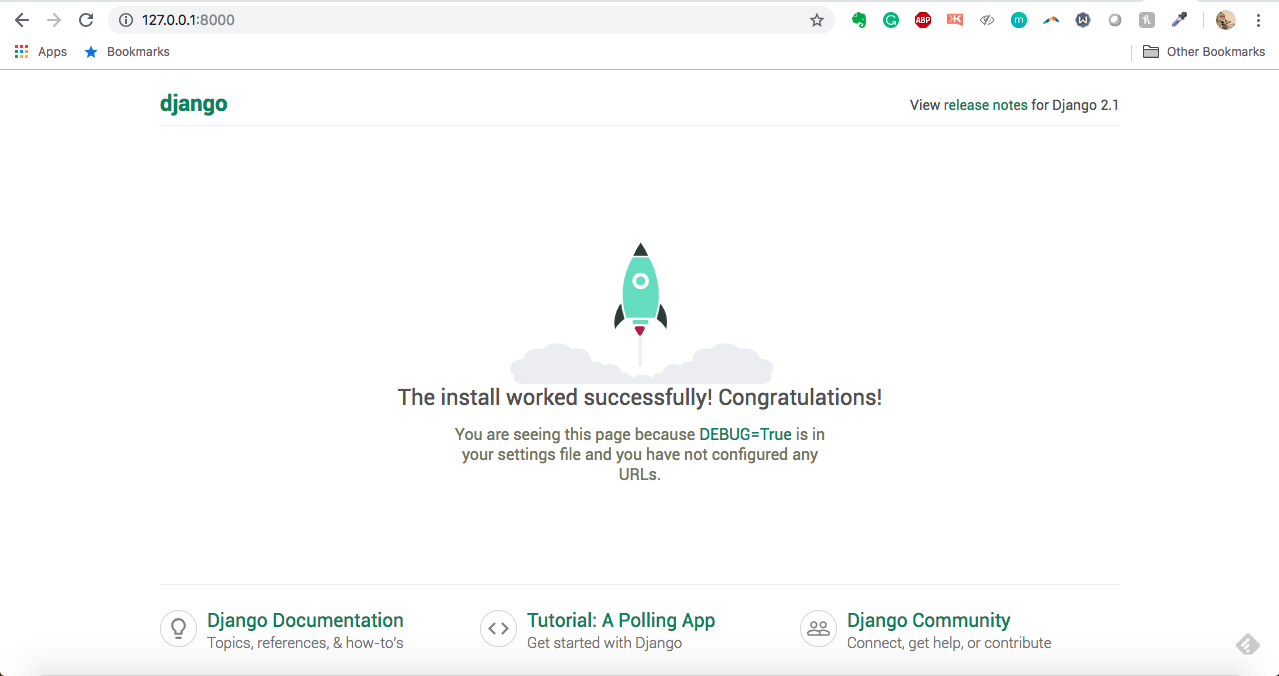 127.0.0.1:8000
ABP
Apps
Bookmarks
Other Bookmarks
django
View release notes for Django 2.1
The install worked successfully! Congratulations!
You are seeing this page because DEBUG=True is in
your settings file and you have not configured any
URLs.
Django Documentation
Topics, references, & how-to's
Tutorial: A Polling App
Get started with Django
Django Community
Connect, get help, or contribute